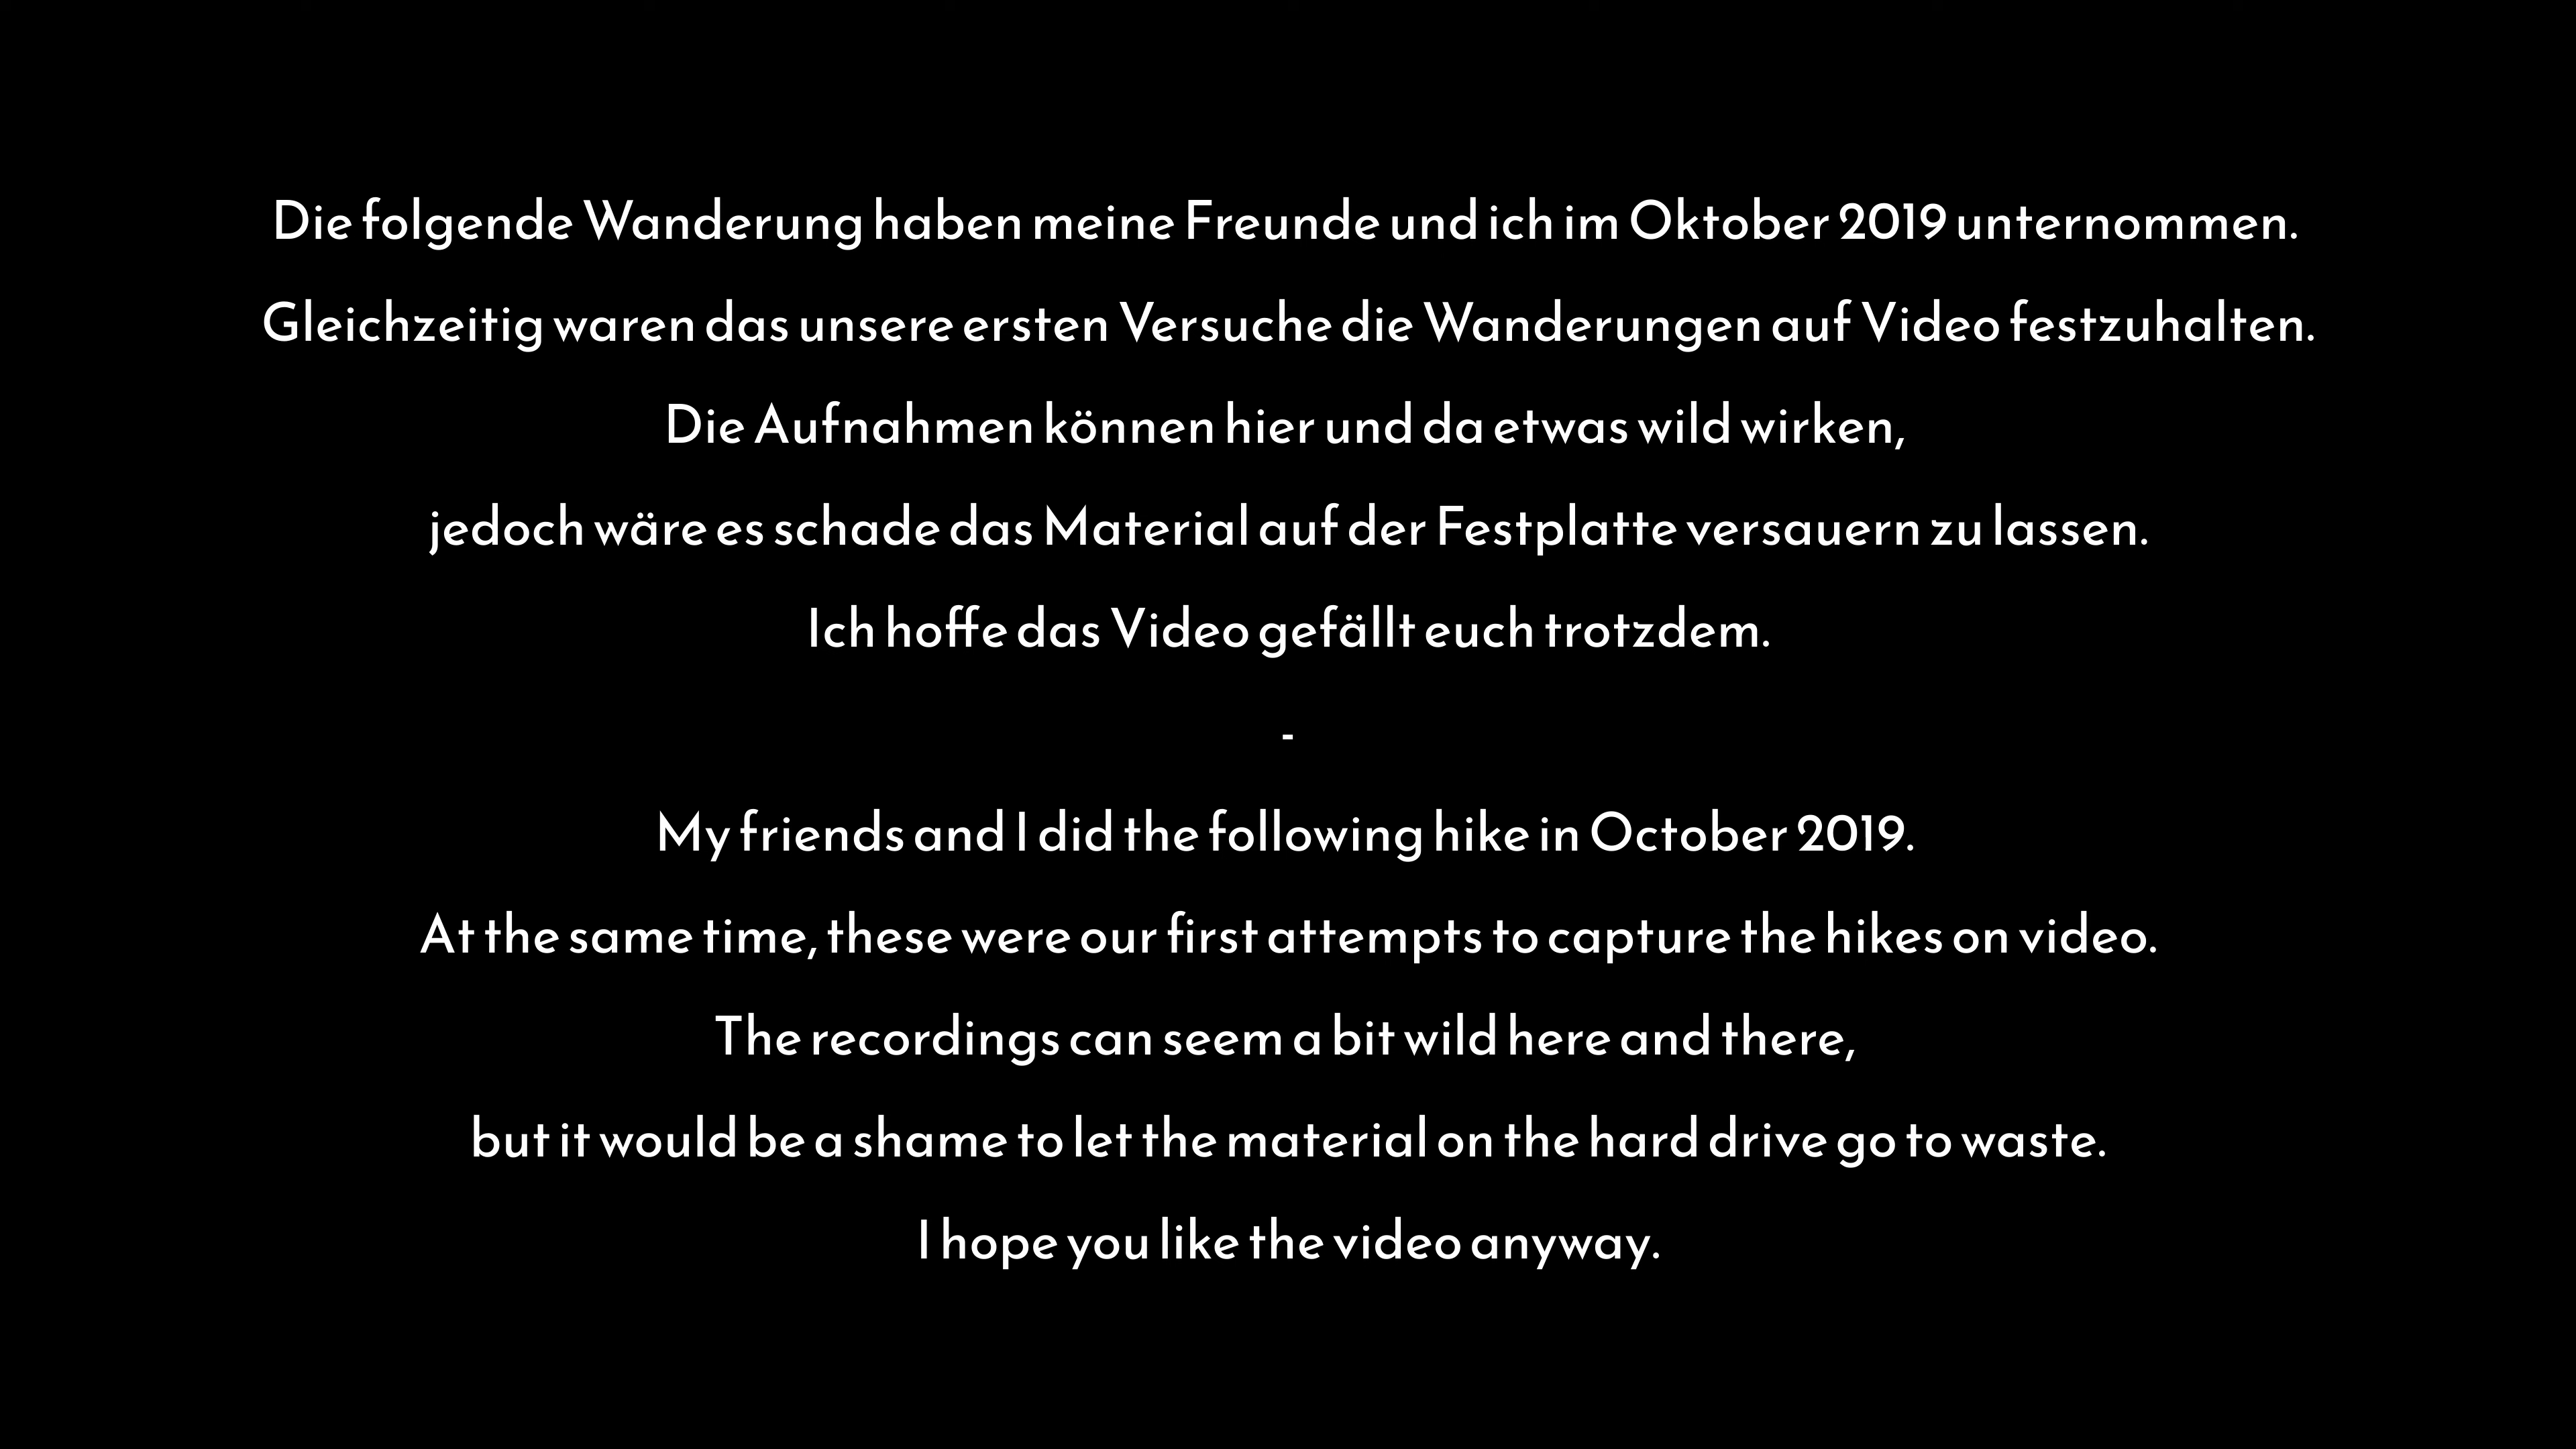 Die folgende Wanderung haben meine Freunde und ich im Oktober 2019 unternommen.
Gleichzeitig waren das unsere ersten Versuche die Wanderungen auf Video festzuhalten.
Die Aufnahmen können hier und da etwas wild wirken,
jedoch wäre es schade das Material auf der Festplatte versauern zu lassen.
Ich hoffe das Video gefällt euch trotzdem.
-
My friends and I did the following hike in October 2019.
At the same time, these were our first attempts to capture the hikes on video.
The recordings can seem a bit wild here and there,
but it would be a shame to let the material on the hard drive go to waste.
I hope you like the video anyway.